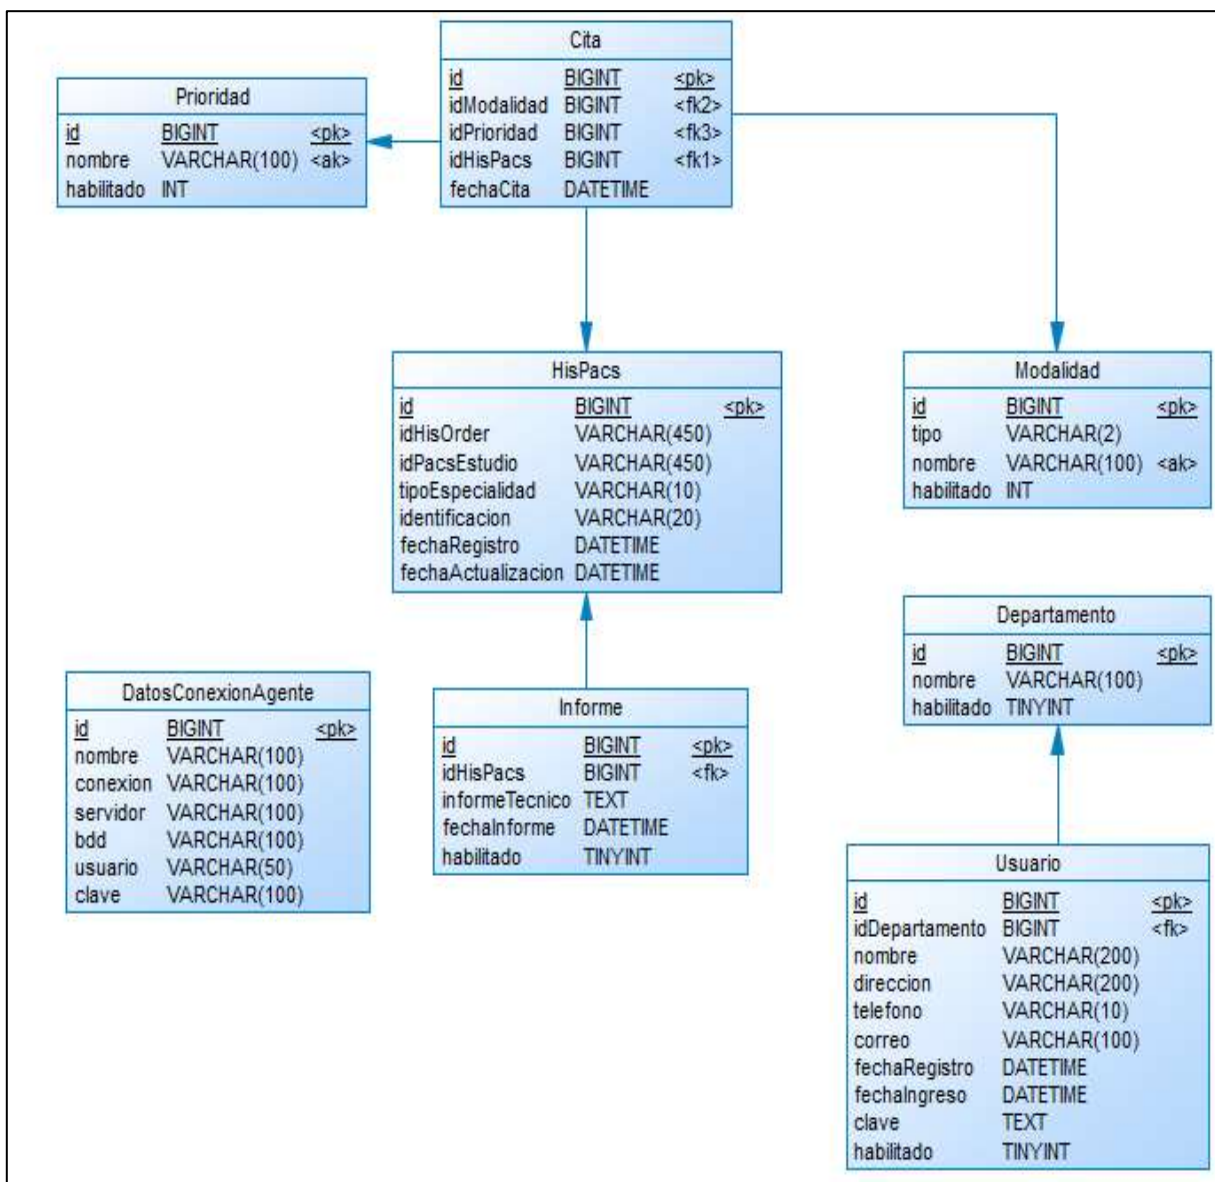 Cita
id BIGINT <pk>
idModalidad BIGINT <fk2>
idPrioridad BIGINT <fk3>
idHisPacs BIGINT <fk1>
fechaCita DATETIME
Prioridad
id BIGINT <pk>
nombre VARCHAR(100) <ak>
habilitado INT
HisPacs
id BIGINT <pk>
idHisOrder VARCHAR(450)
idPacsEstudio VARCHAR(450)
tipoEspecialidad VARCHAR(10)
identificacion VARCHAR(20)
fechaRegistro DATETIME
fechaActualizacion DATETIME
Modalidad
id BIGINT <pk>
tipo VARCHAR(2)
nombre VARCHAR(100) <ak>
habilitado INT
Departamento
id BIGINT <pk>
nombre VARCHAR(100)
habilitado TINYINT
DatosConexionAgente
id BIGINT <pk>
nombre VARCHAR(100)
conexion VARCHAR(100)
servidor VARCHAR(100)
bdd VARCHAR(100)
usuario VARCHAR(50)
clave VARCHAR(100)
Informe
id BIGINT <pk>
idHisPacs BIGINT <fk>
informeTecnico TEXT
fechaInforme DATETIME
habilitado TINYINT
Usuario
id BIGINT <pk>
idDepartamento BIGINT <fk>
nombre VARCHAR(200)
direccion VARCHAR(200)
telefono VARCHAR(10)
correo VARCHAR(100)
fechaRegistro DATETIME
fechaIngreso DATETIME
clave TEXT
habilitado TINYINT